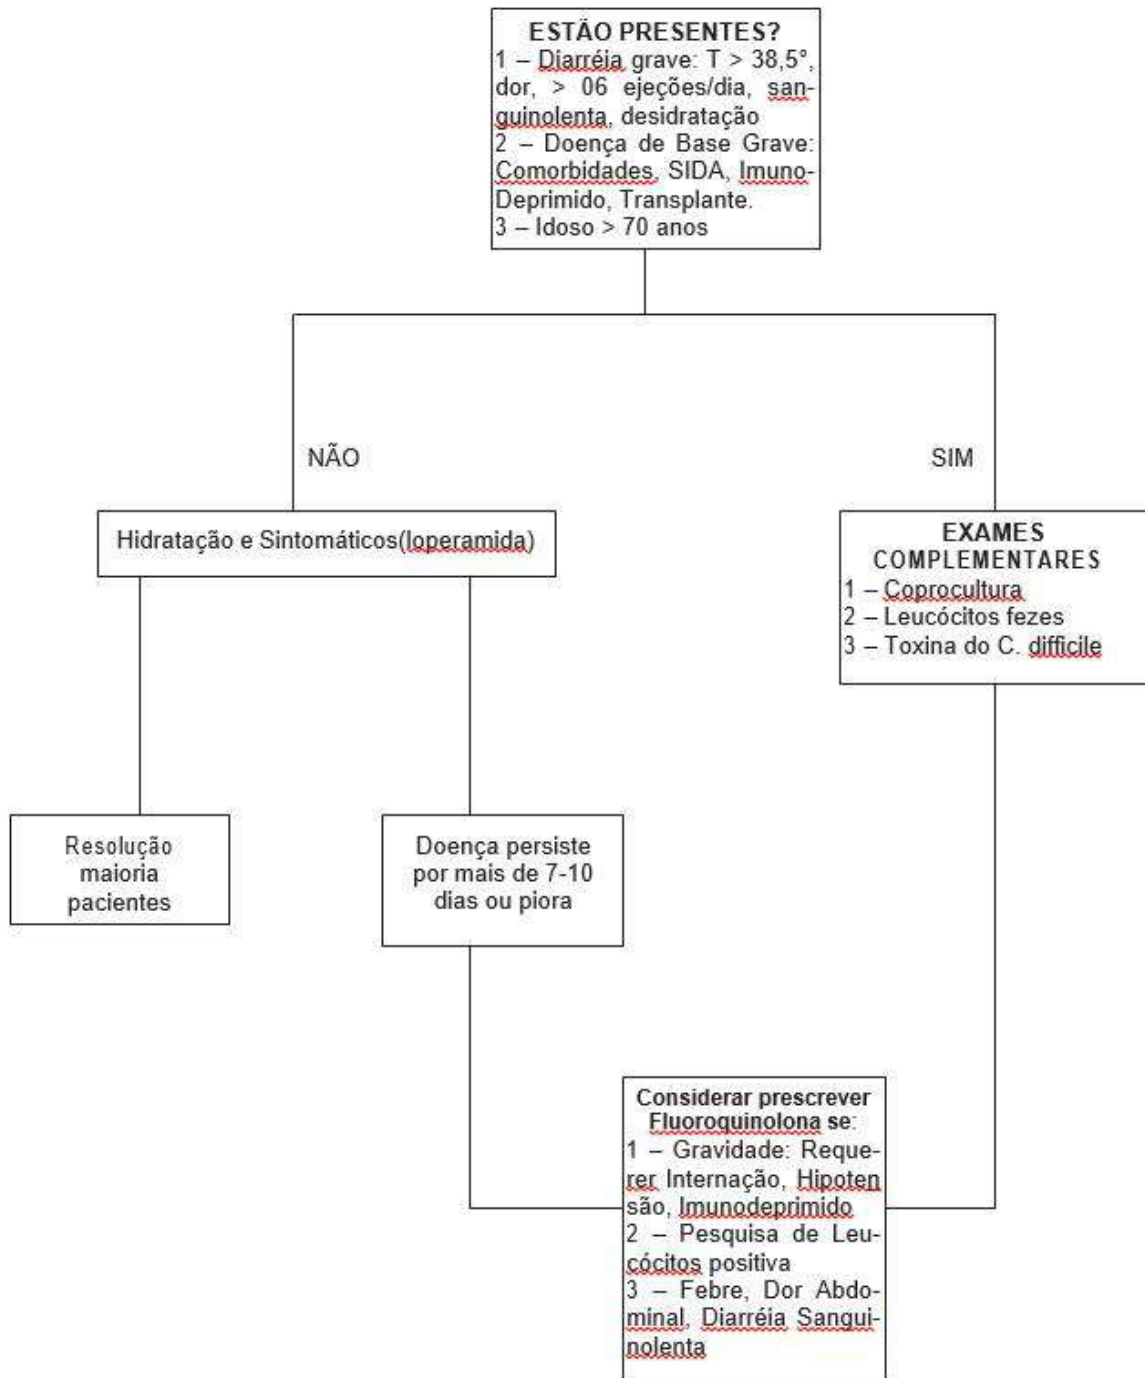 ESTÃO PRESENTES?
1 – Diarréia grave: T > 38,5°,
dor, > 06 ejeções/dia, san-
guinolenta, desidratação
2 – Doença de Base Grave:
Comorbidades, SIDA, Imuno-
Deprimido, Transplante.
3 – Idoso > 70 anos
NÃO
SIM
Hidratação e Sintomáticos(loperamida)
EXAMES
COMPLEMENTARES
1 – Coprocultura
2 – Leucócitos fezes
3 – Toxina do C. difficile
Resolução
maioria
pacientes
Doença persiste
por mais de 7-10
dias ou piora
Considerar prescrever
Fluoroquinolona se:
1 – Gravidade: Reque-
rer Internação, Hipoten
são, Imunodeprimido
2 – Pesquisa de Leu-
cócitos positiva
3 – Febre, Dor Abdo-
minal, Diarréia Sangui-
nolenta